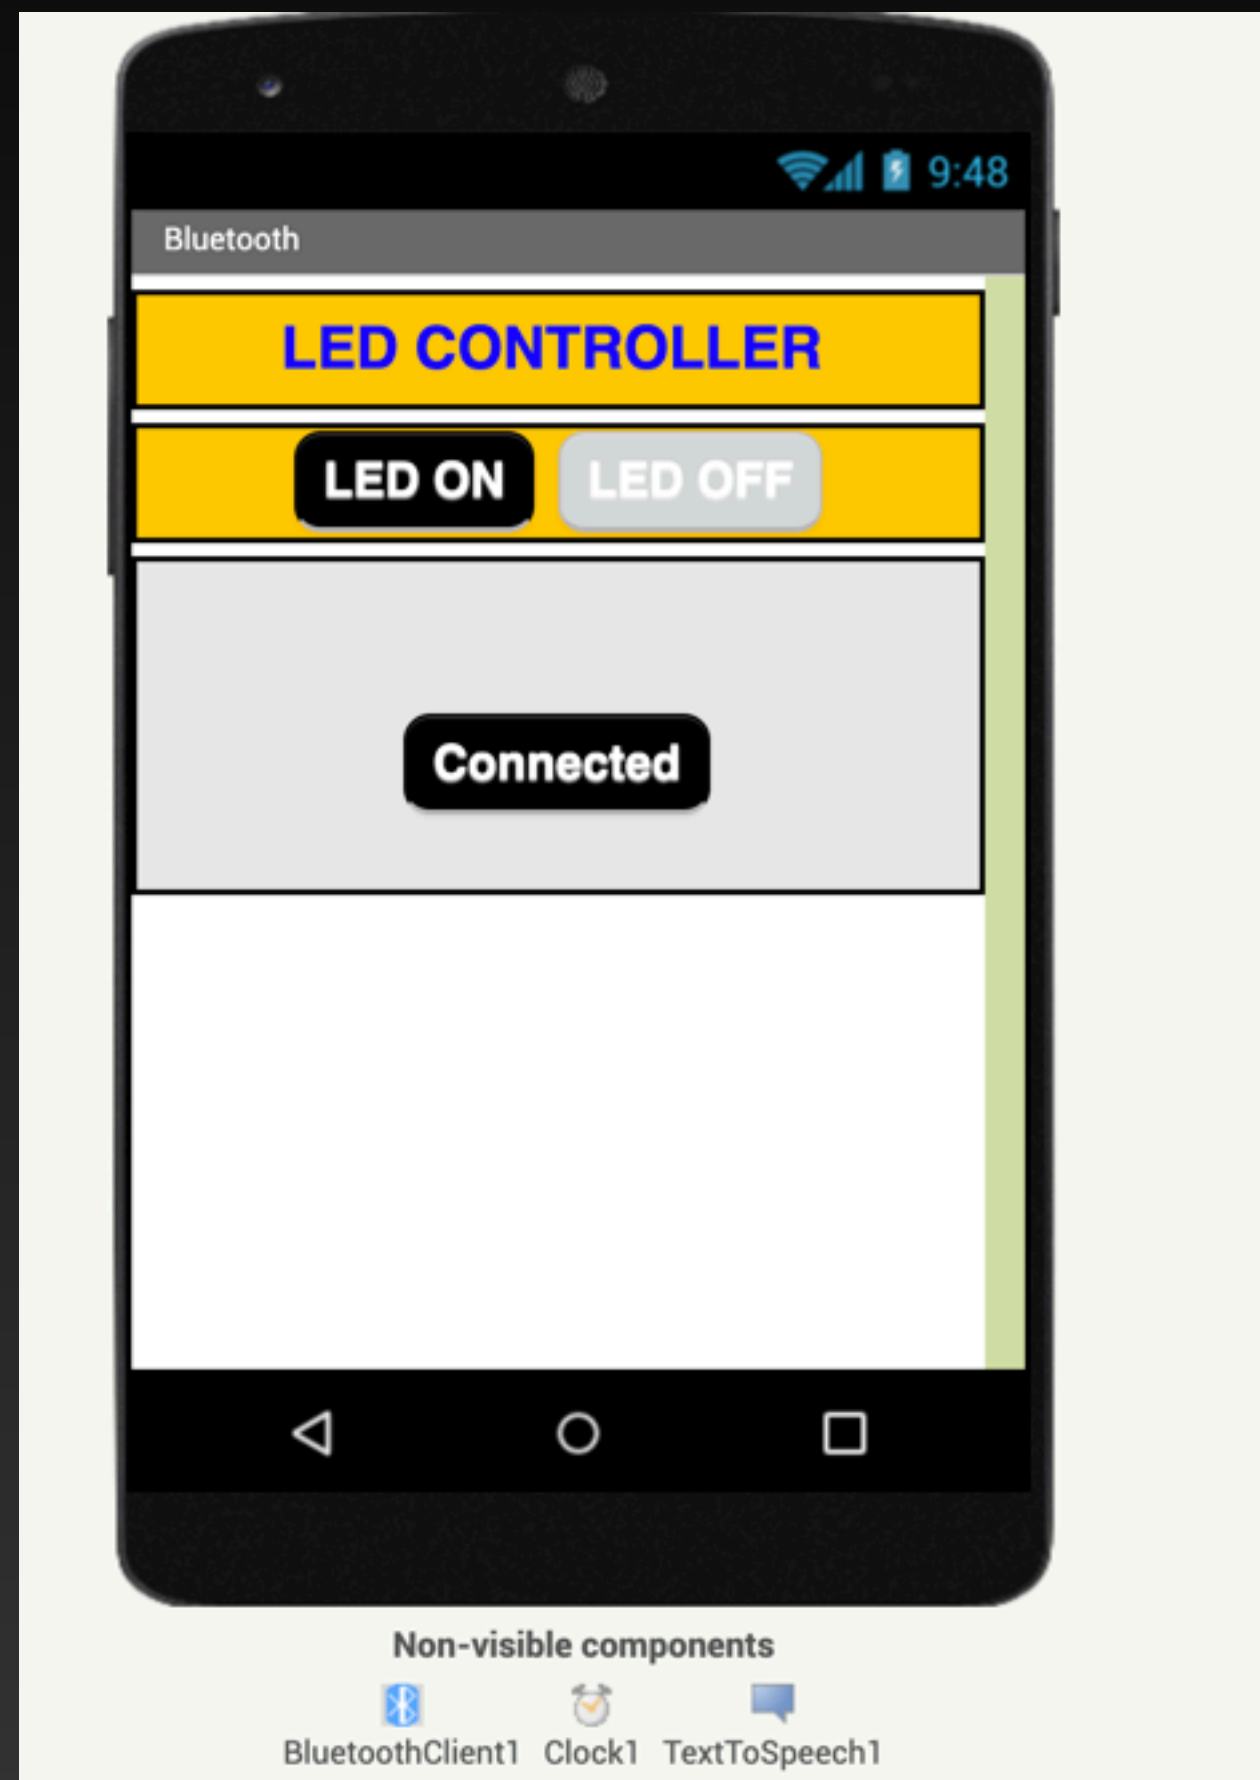 9:48
Bluetooth
LED CONTROLLER
LED ON LED OFF
Connected
Non-visible components
BluetoothClient1 Clock1 TextToSpeech1